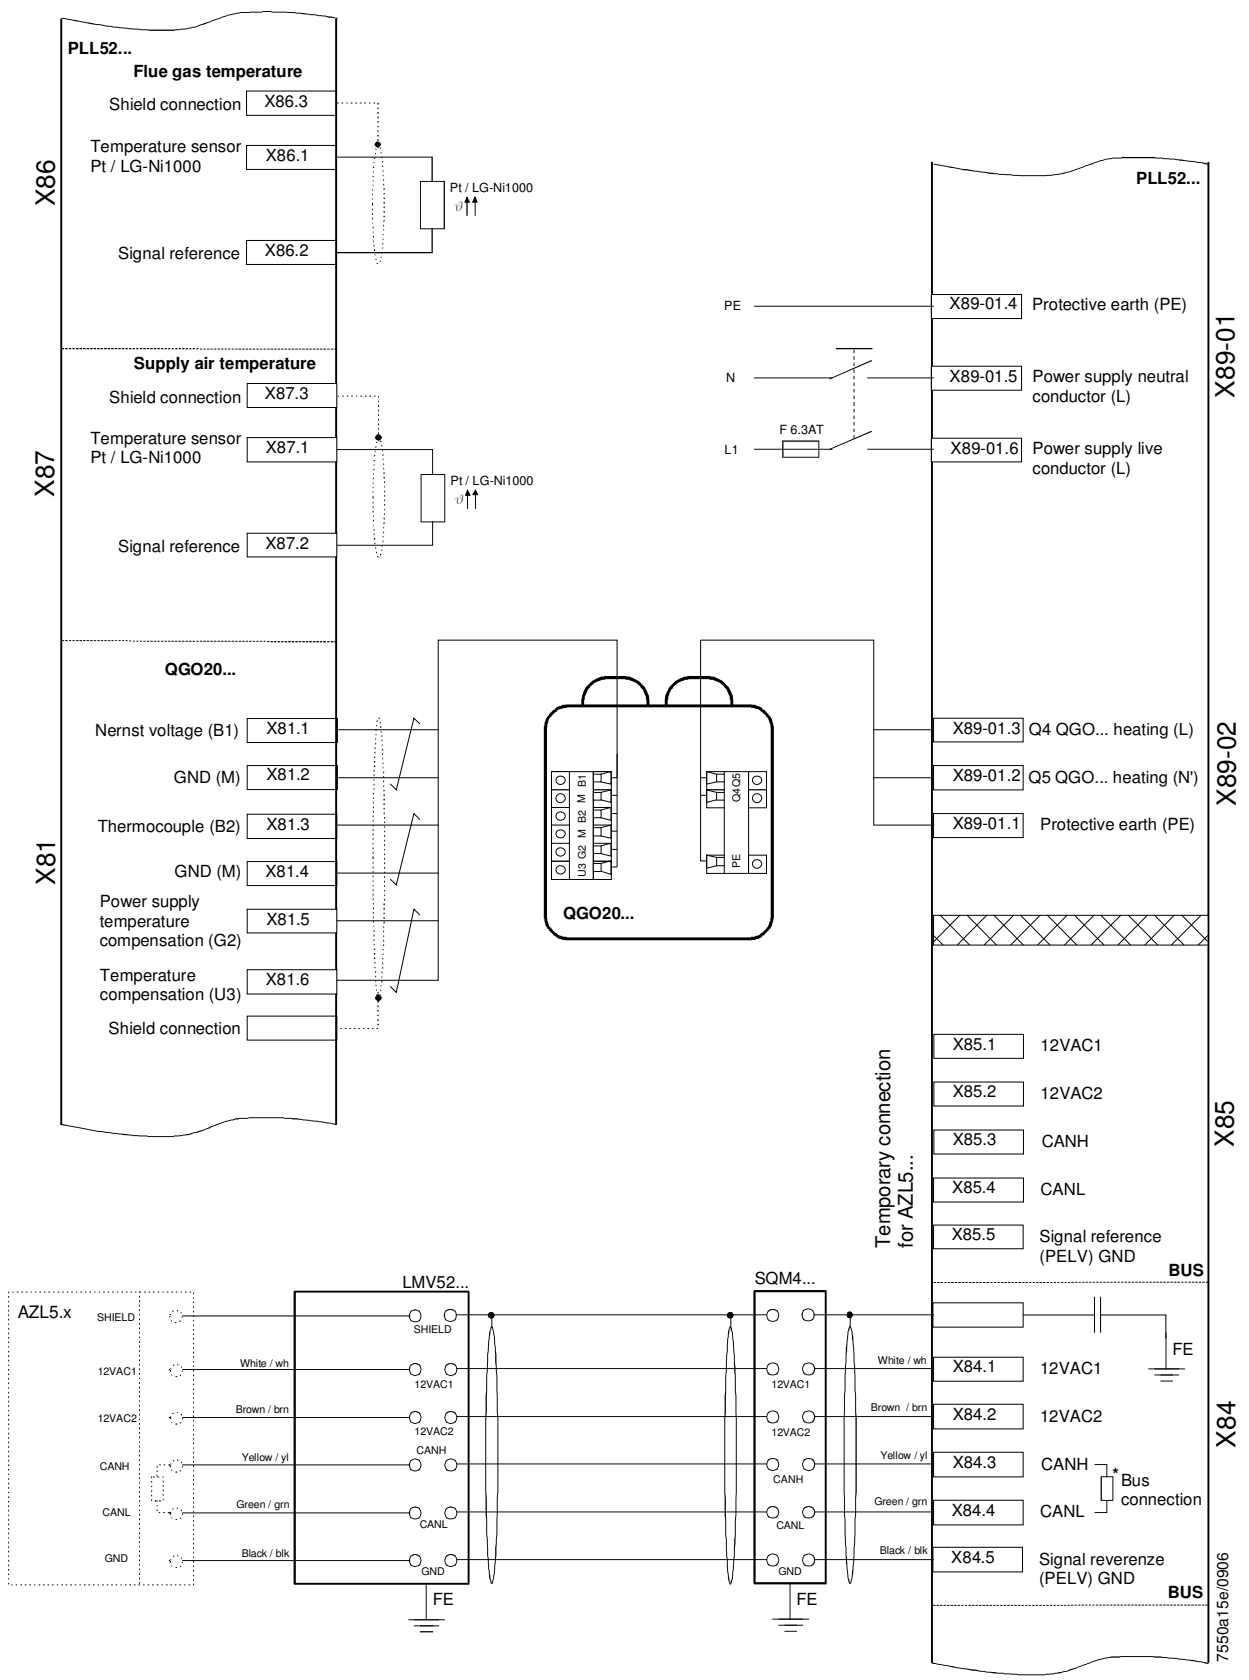 PLL52...
Flue gas temperature
Shield connection
X86.3
Temperature sensor
Pt / LG-Ni1000
X86.1
Pt / LG-Ni1000
ϑ
Signal reference
X86.2
X86
Supply air temperature
Shield connection
X87.3
Temperature sensor
Pt / LG-Ni1000
X87.1
Pt / LG-Ni1000
ϑ
Signal reference
X87.2
X87
QGO20...
Nernst voltage (B1)
X81.1
GND (M)
X81.2
Thermocouple (B2)
X81.3
GND (M)
X81.4
Power supply
temperature
compensation (G2)
X81.5
Temperature
compensation (U3)
X81.6
Shield connection
X81
B1
M
B2
M
G2
U3
Q5
Q4
PE
QGO20...
PLL52...
PE
X89-01.4
Protective earth (PE)
N
X89-01.5
Power supply neutral
conductor (L)
F 6.3AT
L1
X89-01.6
Power supply live
conductor (L)
X89-01
X89-01.3
Q4 QGO... heating (L)
X89-01.2
Q5 QGO... heating (N')
X89-01.1
Protective earth (PE)
X89-02
Temporary connection
for AZL5...
X85.1
12VAC1
X85.2
12VAC2
X85.3
CANH
X85.4
CANL
X85.5
Signal reference
(PELV) GND
BUS
X85
AZL5.x
SHIELD
12VAC1
12VAC2
CANH
CANL
GND
White / wh
Brown / brn
Yellow / yl
Green / grn
Black / blk
LMV52...
SHIELD
12VAC1
12VAC2
CANH
CANL
GND
FE
SQM4...
12VAC1
12VAC2
CANH
CANL
GND
FE
White / wh
Brown / brn
Yellow / yl
Green / grn
Black / blk
FE
X84.1
12VAC1
X84.2
12VAC2
X84.3
CANH
*
Bus
connection
X84.4
CANL
X84.5
Signal reverenze
(PELV) GND
BUS
X84
7550a15e/0906